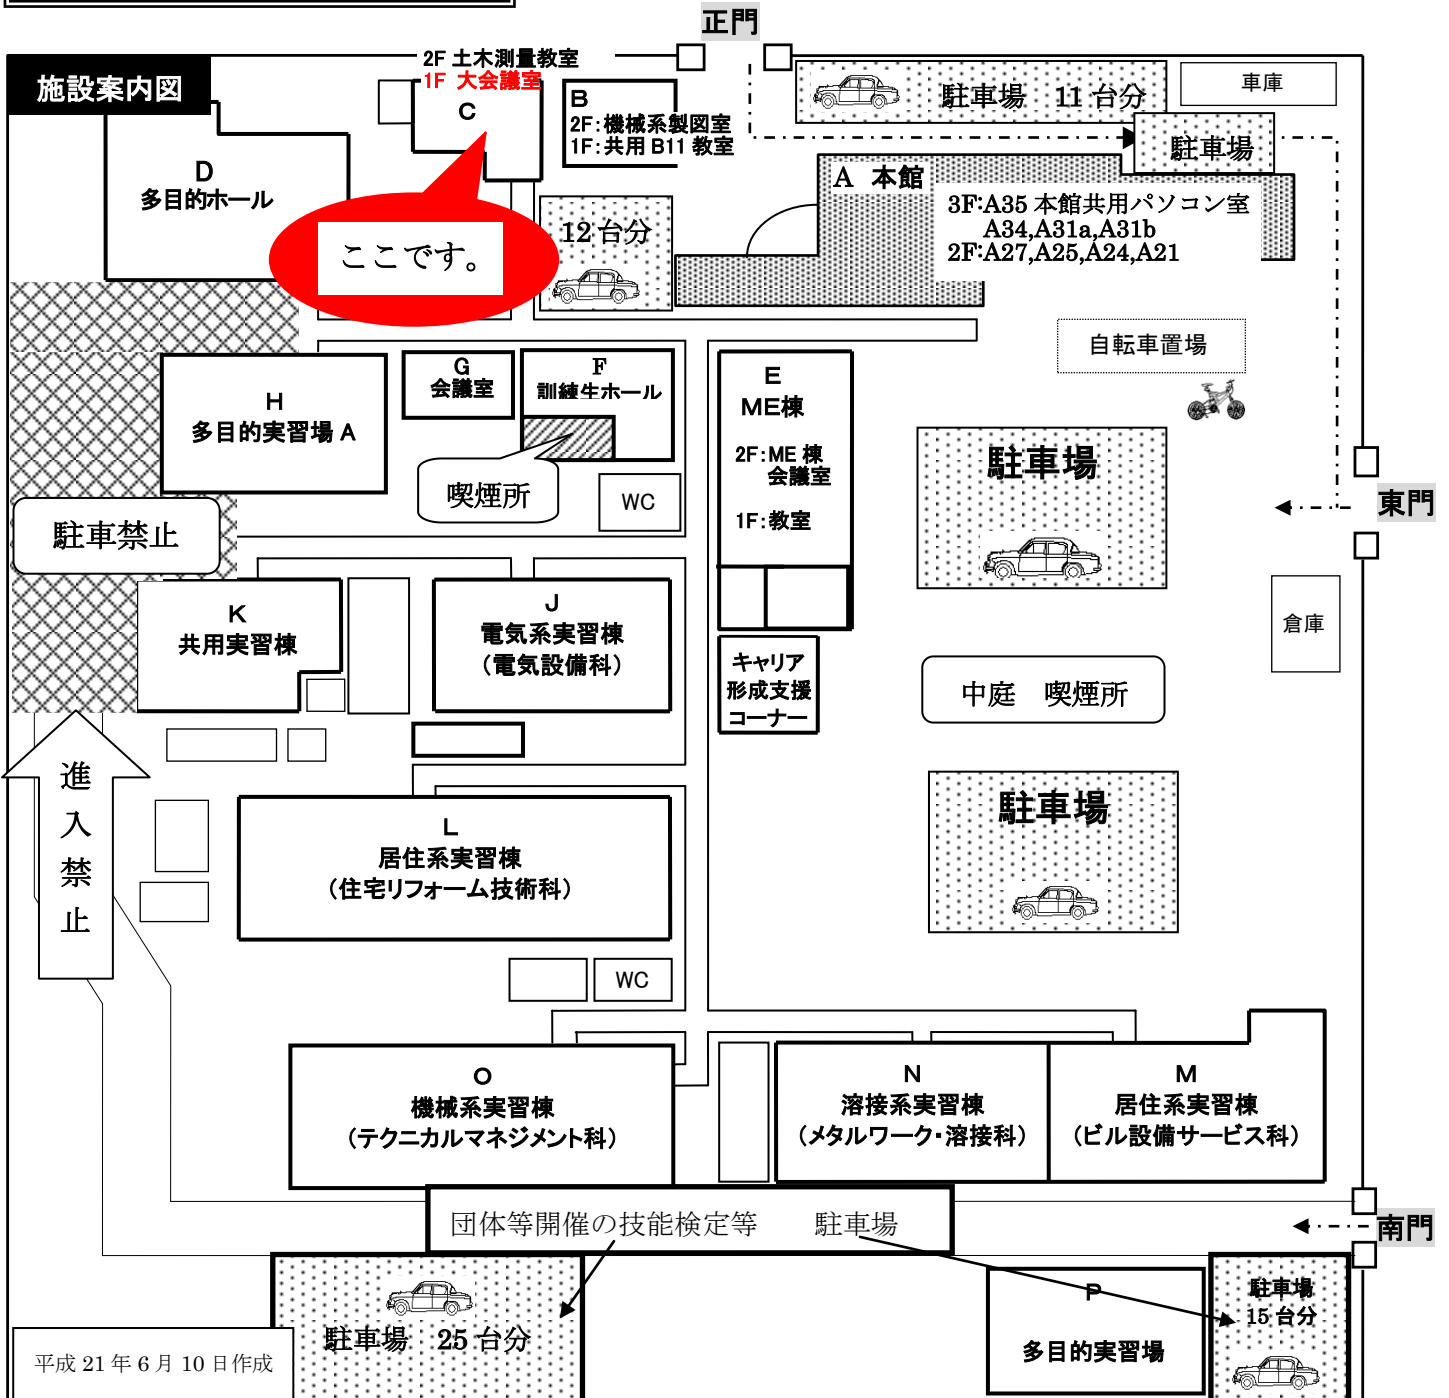 正門
施設案内図
2F 土木測量教室
1F 大会議室
C
B
2F:機械系製図室
1F:共用 B11 教室
駐車場　11 台分
車庫
駐車場
D
多目的ホール
ここです。
12 台分
A 本館
3F:A35 本館共用パソコン室
A34,A31a,A31b
2F:A27,A25,A24,A21
自転車置場
H
多目的実習場 A
G
会議室
F
訓練生ホール
喫煙所
WC
E
ME棟
2F:ME 棟
会議室
1F:教室
駐車場
東門
駐車禁止
K
共用実習棟
J
電気系実習棟
(電気設備科)
倉庫
キャリア
形成支援
コーナー
中庭　喫煙所
進入禁止
駐車場
L
居住系実習棟
(住宅リフォーム技術科)
WC
O
機械系実習棟
(テクニカルマネジメント科)
N
溶接系実習棟
(メタルワーク・溶接科)
M
居住系実習棟
(ビル設備サービス科)
団体等開催の技能検定等　駐車場
南門
駐車場　25 台分
P
多目的実習場
駐車場
15 台分
平成 21 年 6 月 10 日作成